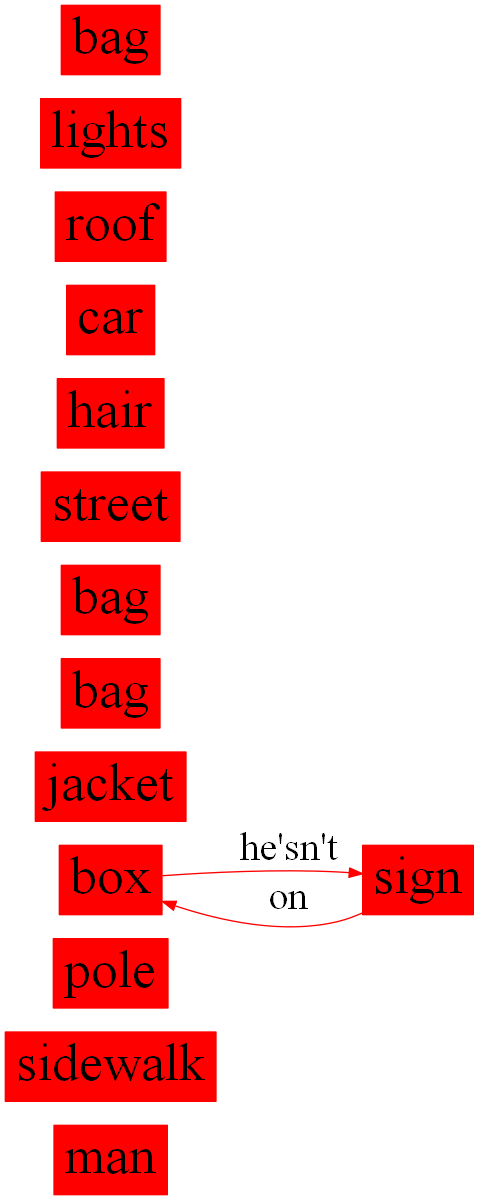 bag
lights
roof
car
hair
street
bag
bag
jacket
he'sn't
box
sign
on
pole
sidewalk
man